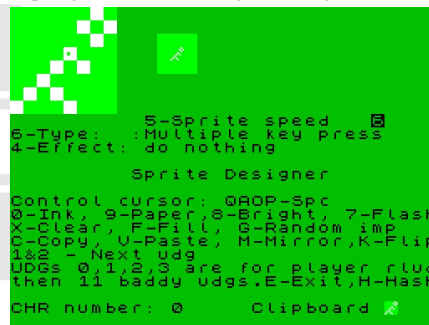 5-Sprite speed 8
6-Type: :Multiple key press
4-Effect: do nothing
Sprite Designer
Control cursor: QAOP-Spc
0-Ink, 9-Paper,8-Bright, 7-Flash
X-Clear, F-Fill, G-Random imp
C-Copy, V-Paste, M-Mirror,K-Flip
1&2 - Next udg
UDGs 0,1,2,3 are for player rlud
then 11 baddy udgs.E-Exit,H-Hash
CHR number: 0 Clipboard